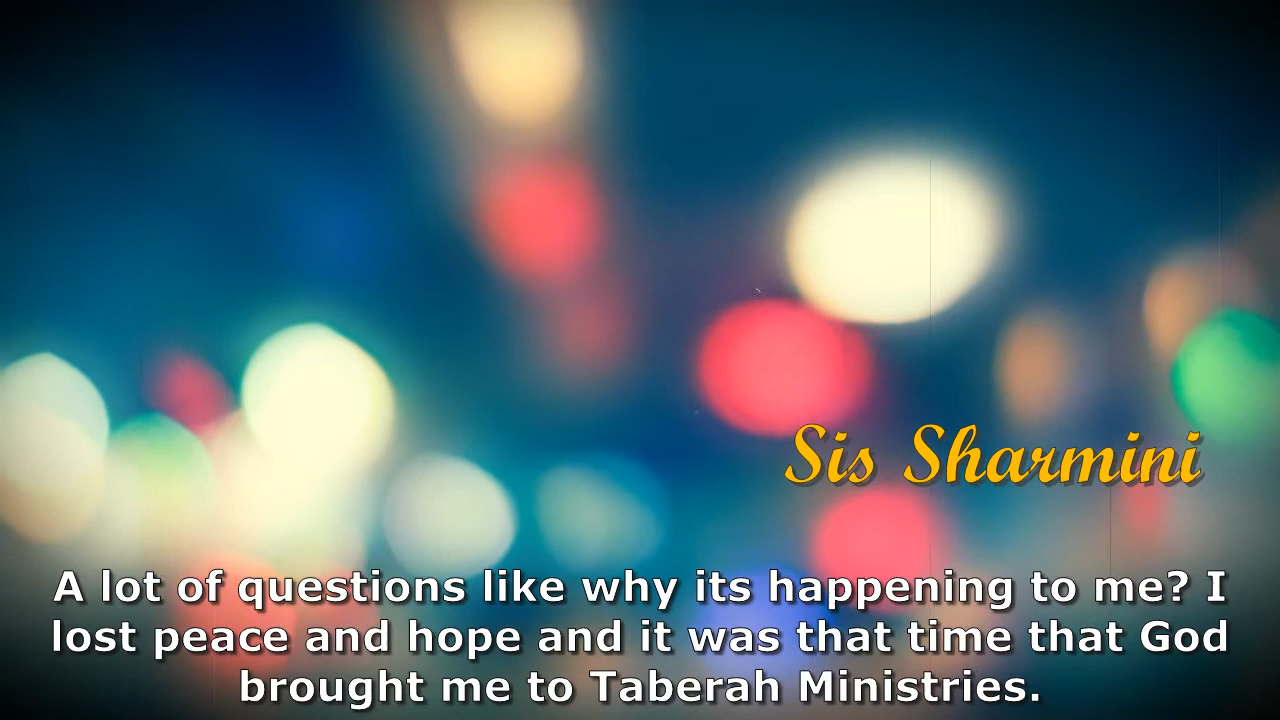 Sis Sharmini
A lot of questions like why its happening to me? I
lost peace and hope and it was that time that God
brought me to Taberah Ministries.